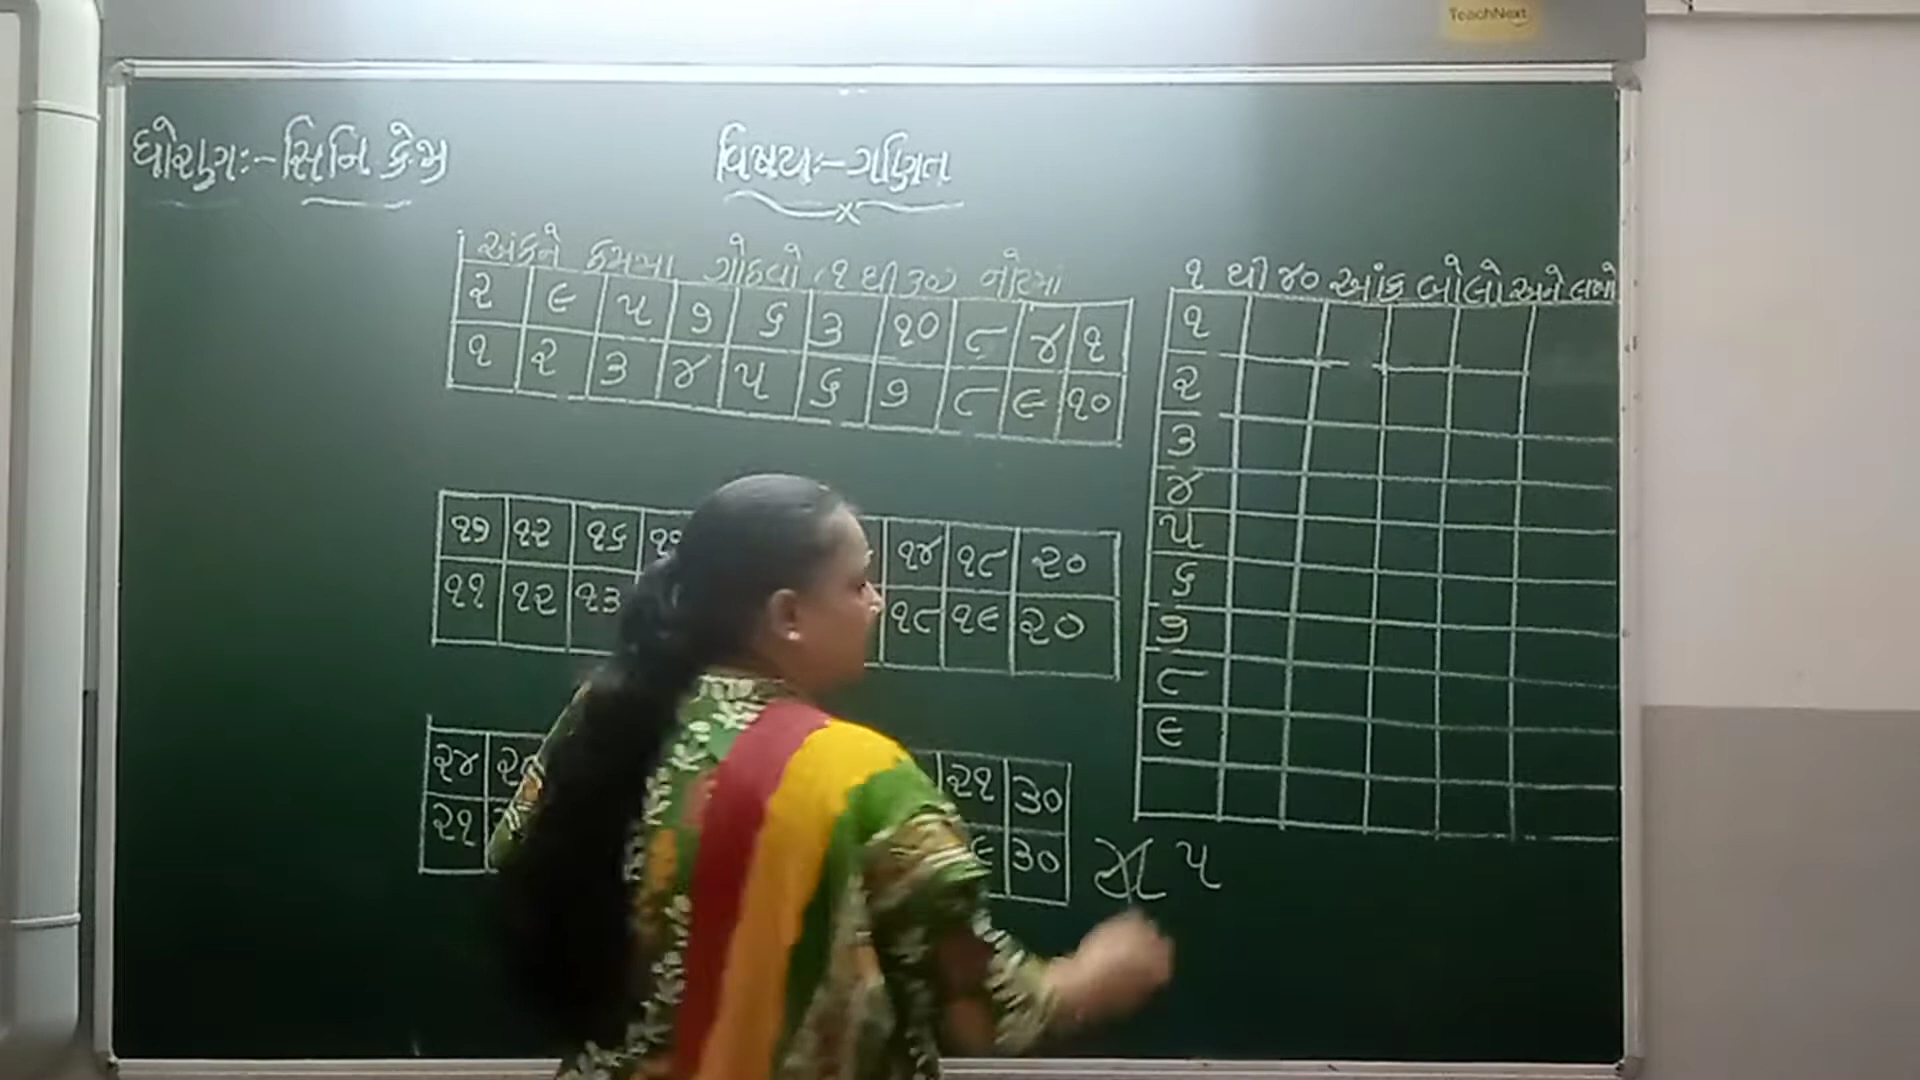 TeachNext
ધોરણ:- સિનિ કેજી
વિષય:- ગણિત
અંકને ક્રમમા ગોઠવો (૧ થી ૩૦) નોટમાં
૨ ૯ ૫ ૭ ૬ ૩ ૧૦ ૮ ૪ ૧
૧ ૨ ૩ ૪ ૫ ૬ ૭ ૮ ૯ ૧૦
૧૭ ૧૨ ૧૬ ૧૪ ૧૮ ૨૦
૧૧ ૧૨ ૧૩ ૧૮ ૧૯ ૨૦
૨૪ ૨૧ ૩૦
૨૧ ૩૦
૧ થી ૪૦ આંક બોલો અને લખો
૧
૨
૩
૪
૫
૬
૭
૮
૯
૫